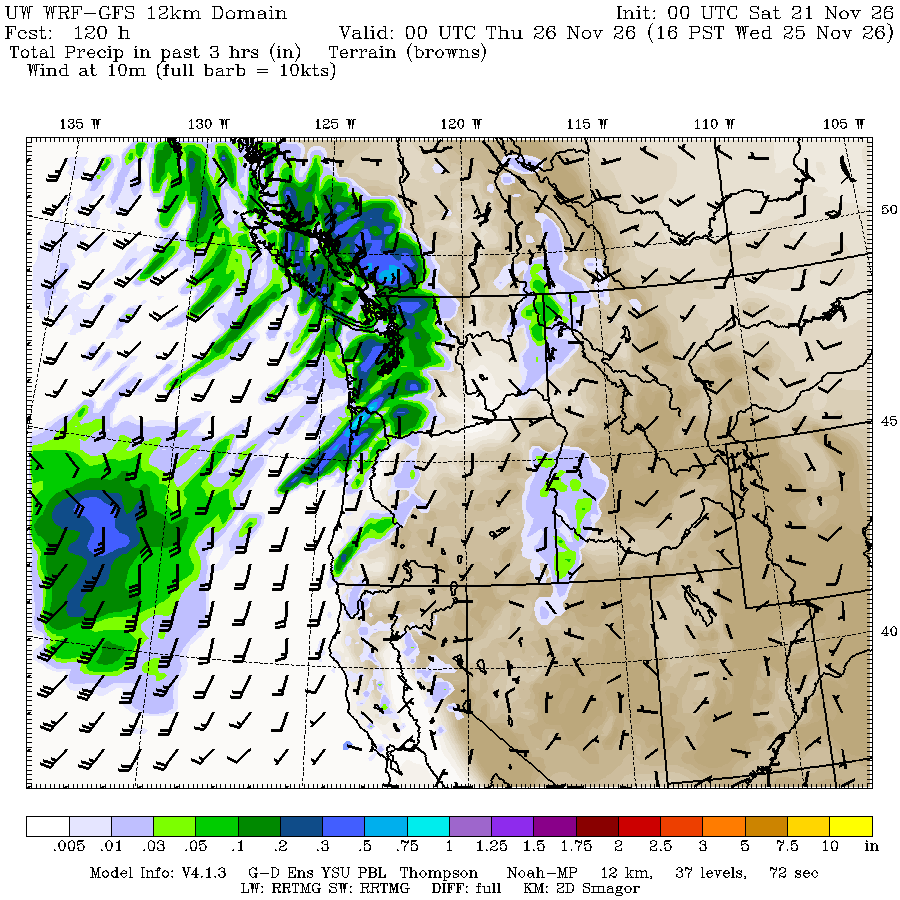 UW WRF-GFS 12km Domain Init: 00 UTC Sat 21 Nov 26
Fcst: 120 h Valid: 00 UTC Thu 26 Nov 26 (16 PST Wed 25 Nov 26)
Total Precip in past 3 hrs (in) Terrain (browns)
Wind at 10m (full barb = 10kts)
135 W 130 W 125 W 120 W 115 W 110 W 105 W
50
45
40
.005 .01 .03 .05 .1 .2 .3 .5 .75 1 1.25 1.5 1.75 2 2.5 3 5 7.5 10 in
Model Info: V4.1.3 G-D Ens YSU PBL Thompson Noah-MP 12 km, 37 levels, 72 sec
LW: RRTMG SW: RRTMG DIFF: full KM: 2D Smagor